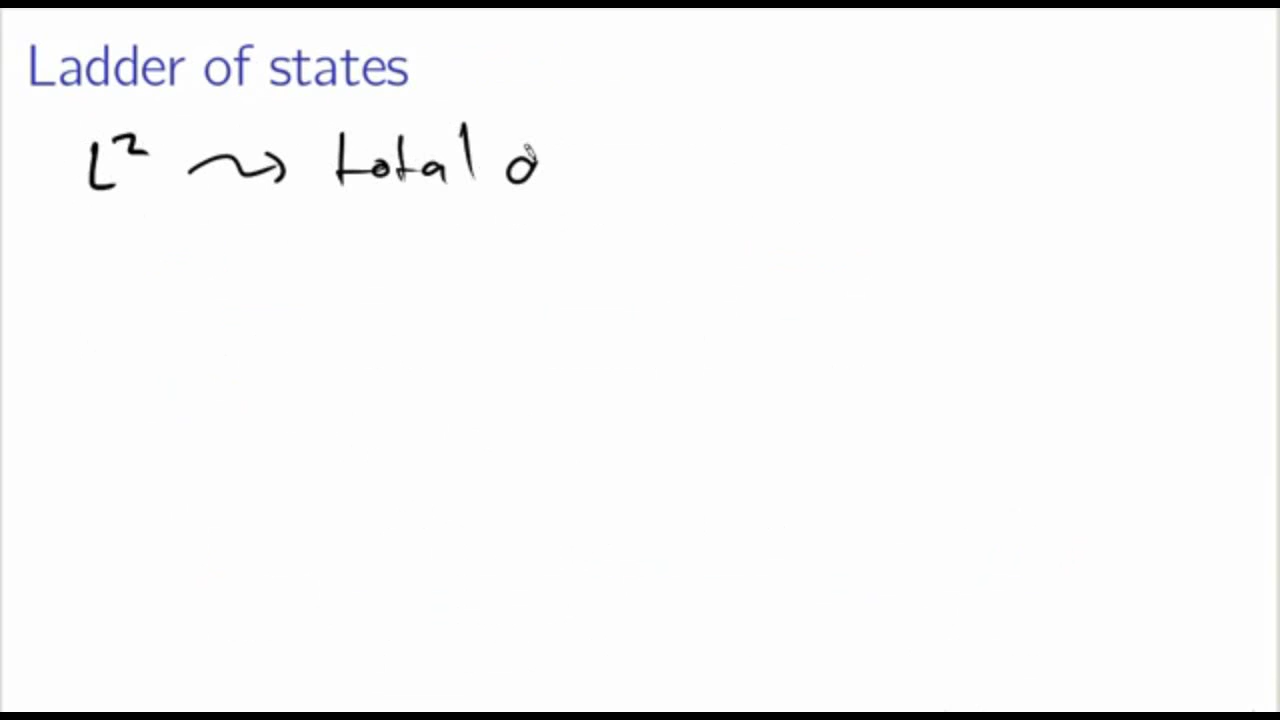 Ladder of states
L² ⇝ total